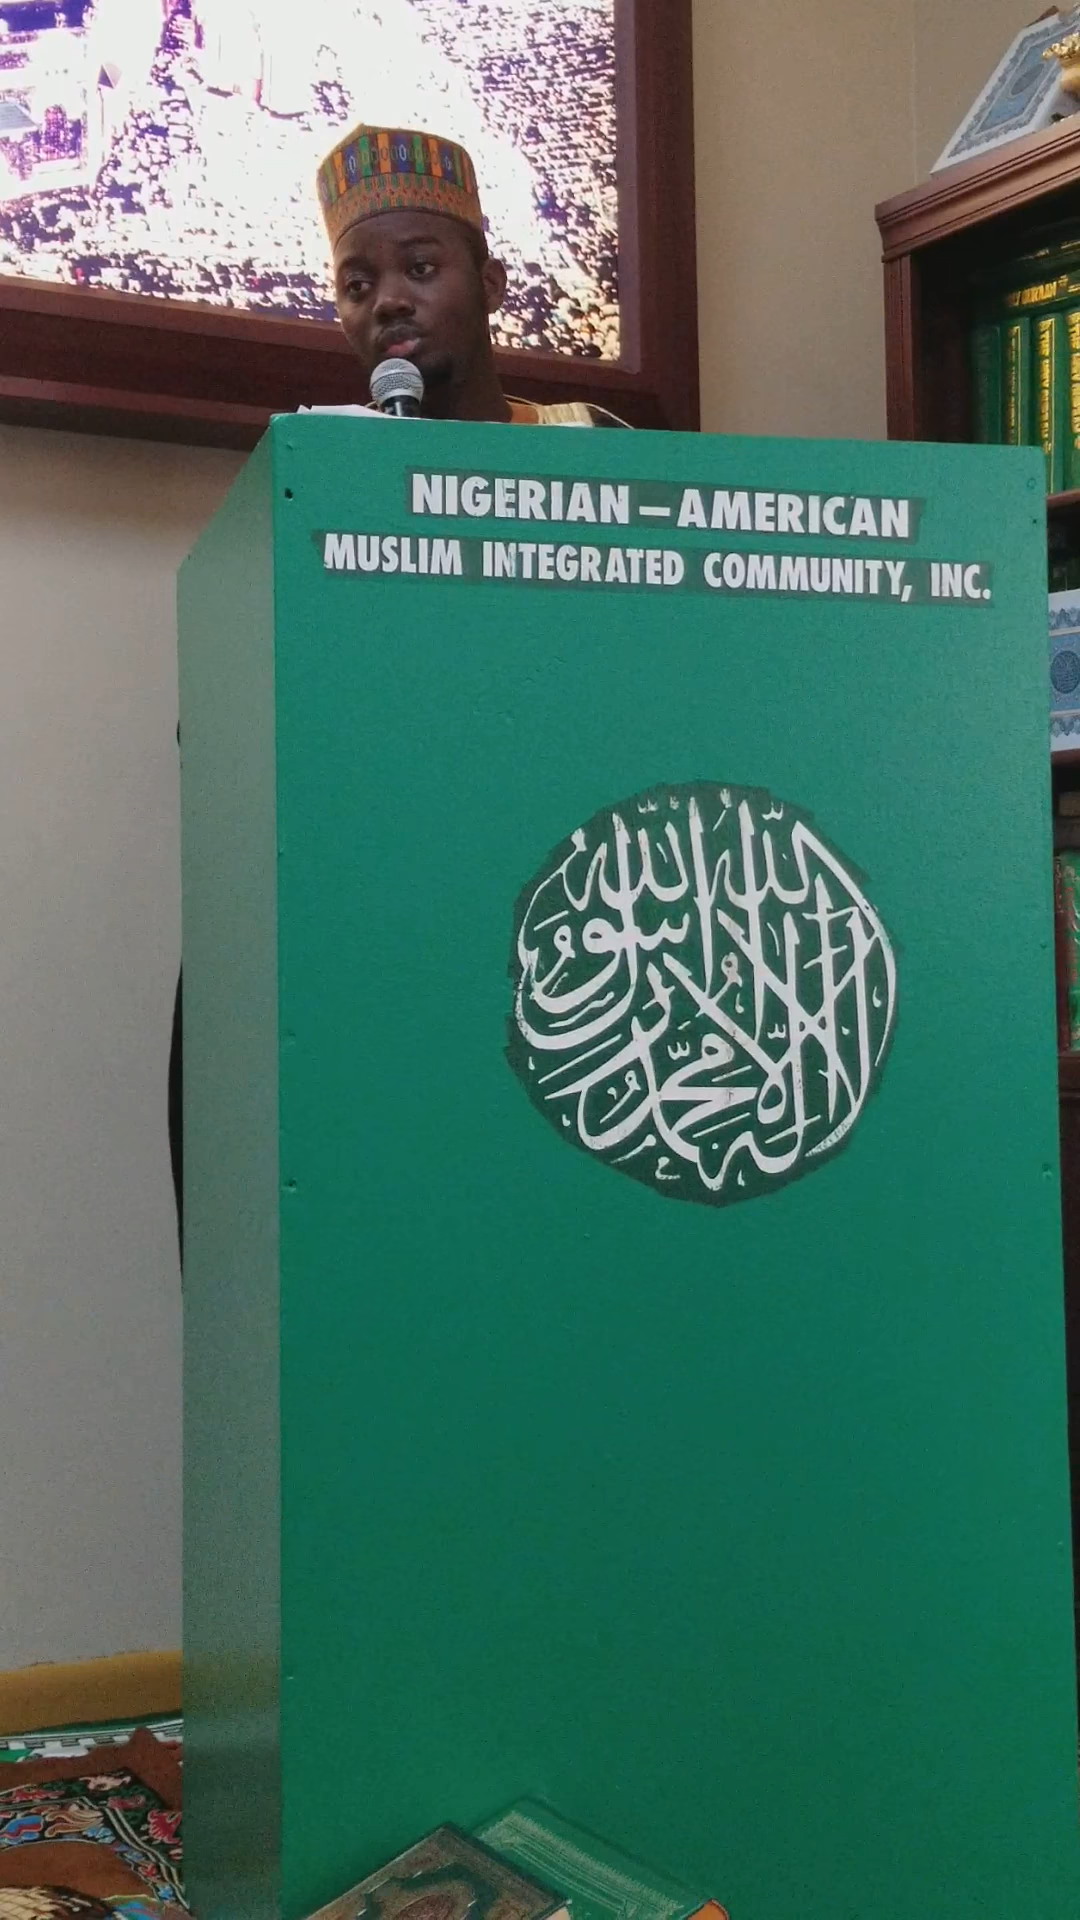 NIGERIAN–AMERICAN
MUSLIM INTEGRATED COMMUNITY, INC.
لا إله إلا الله محمد رسول الله